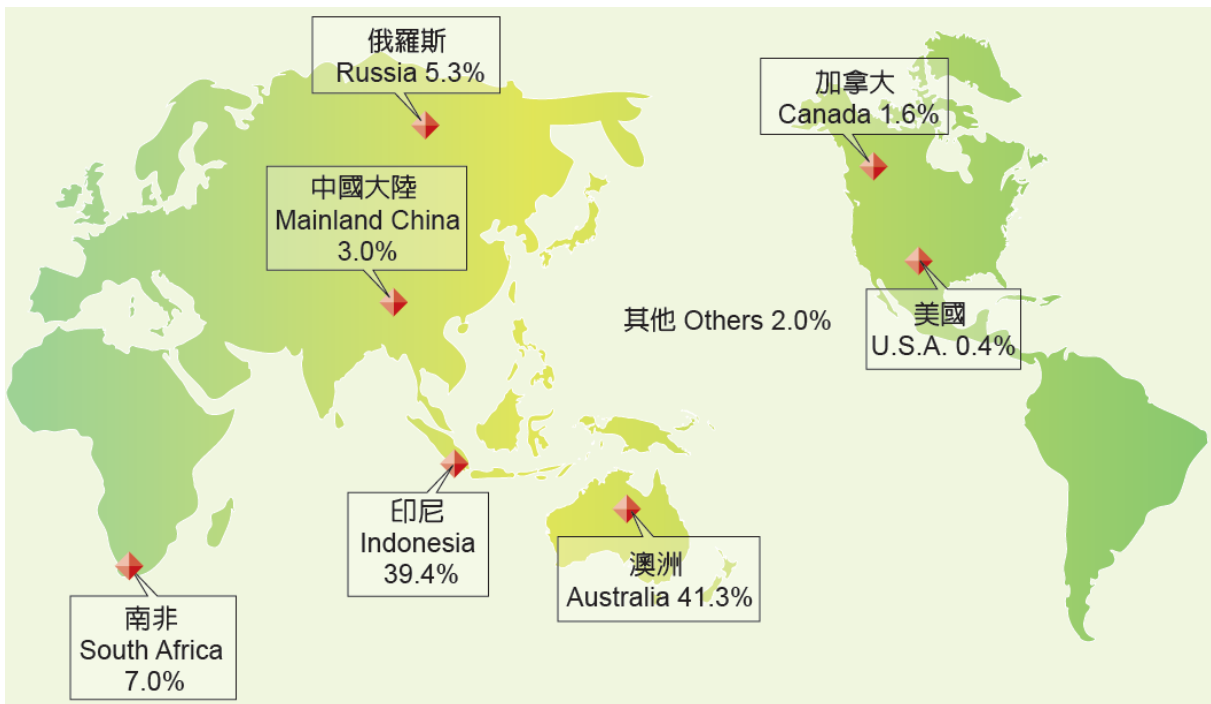 俄羅斯
Russia 5.3%
加拿大
Canada 1.6%
中國大陸
Mainland China
3.0%
其他 Others 2.0%
美國
U.S.A. 0.4%
印尼
Indonesia
39.4%
澳洲
Australia 41.3%
南非
South Africa
7.0%